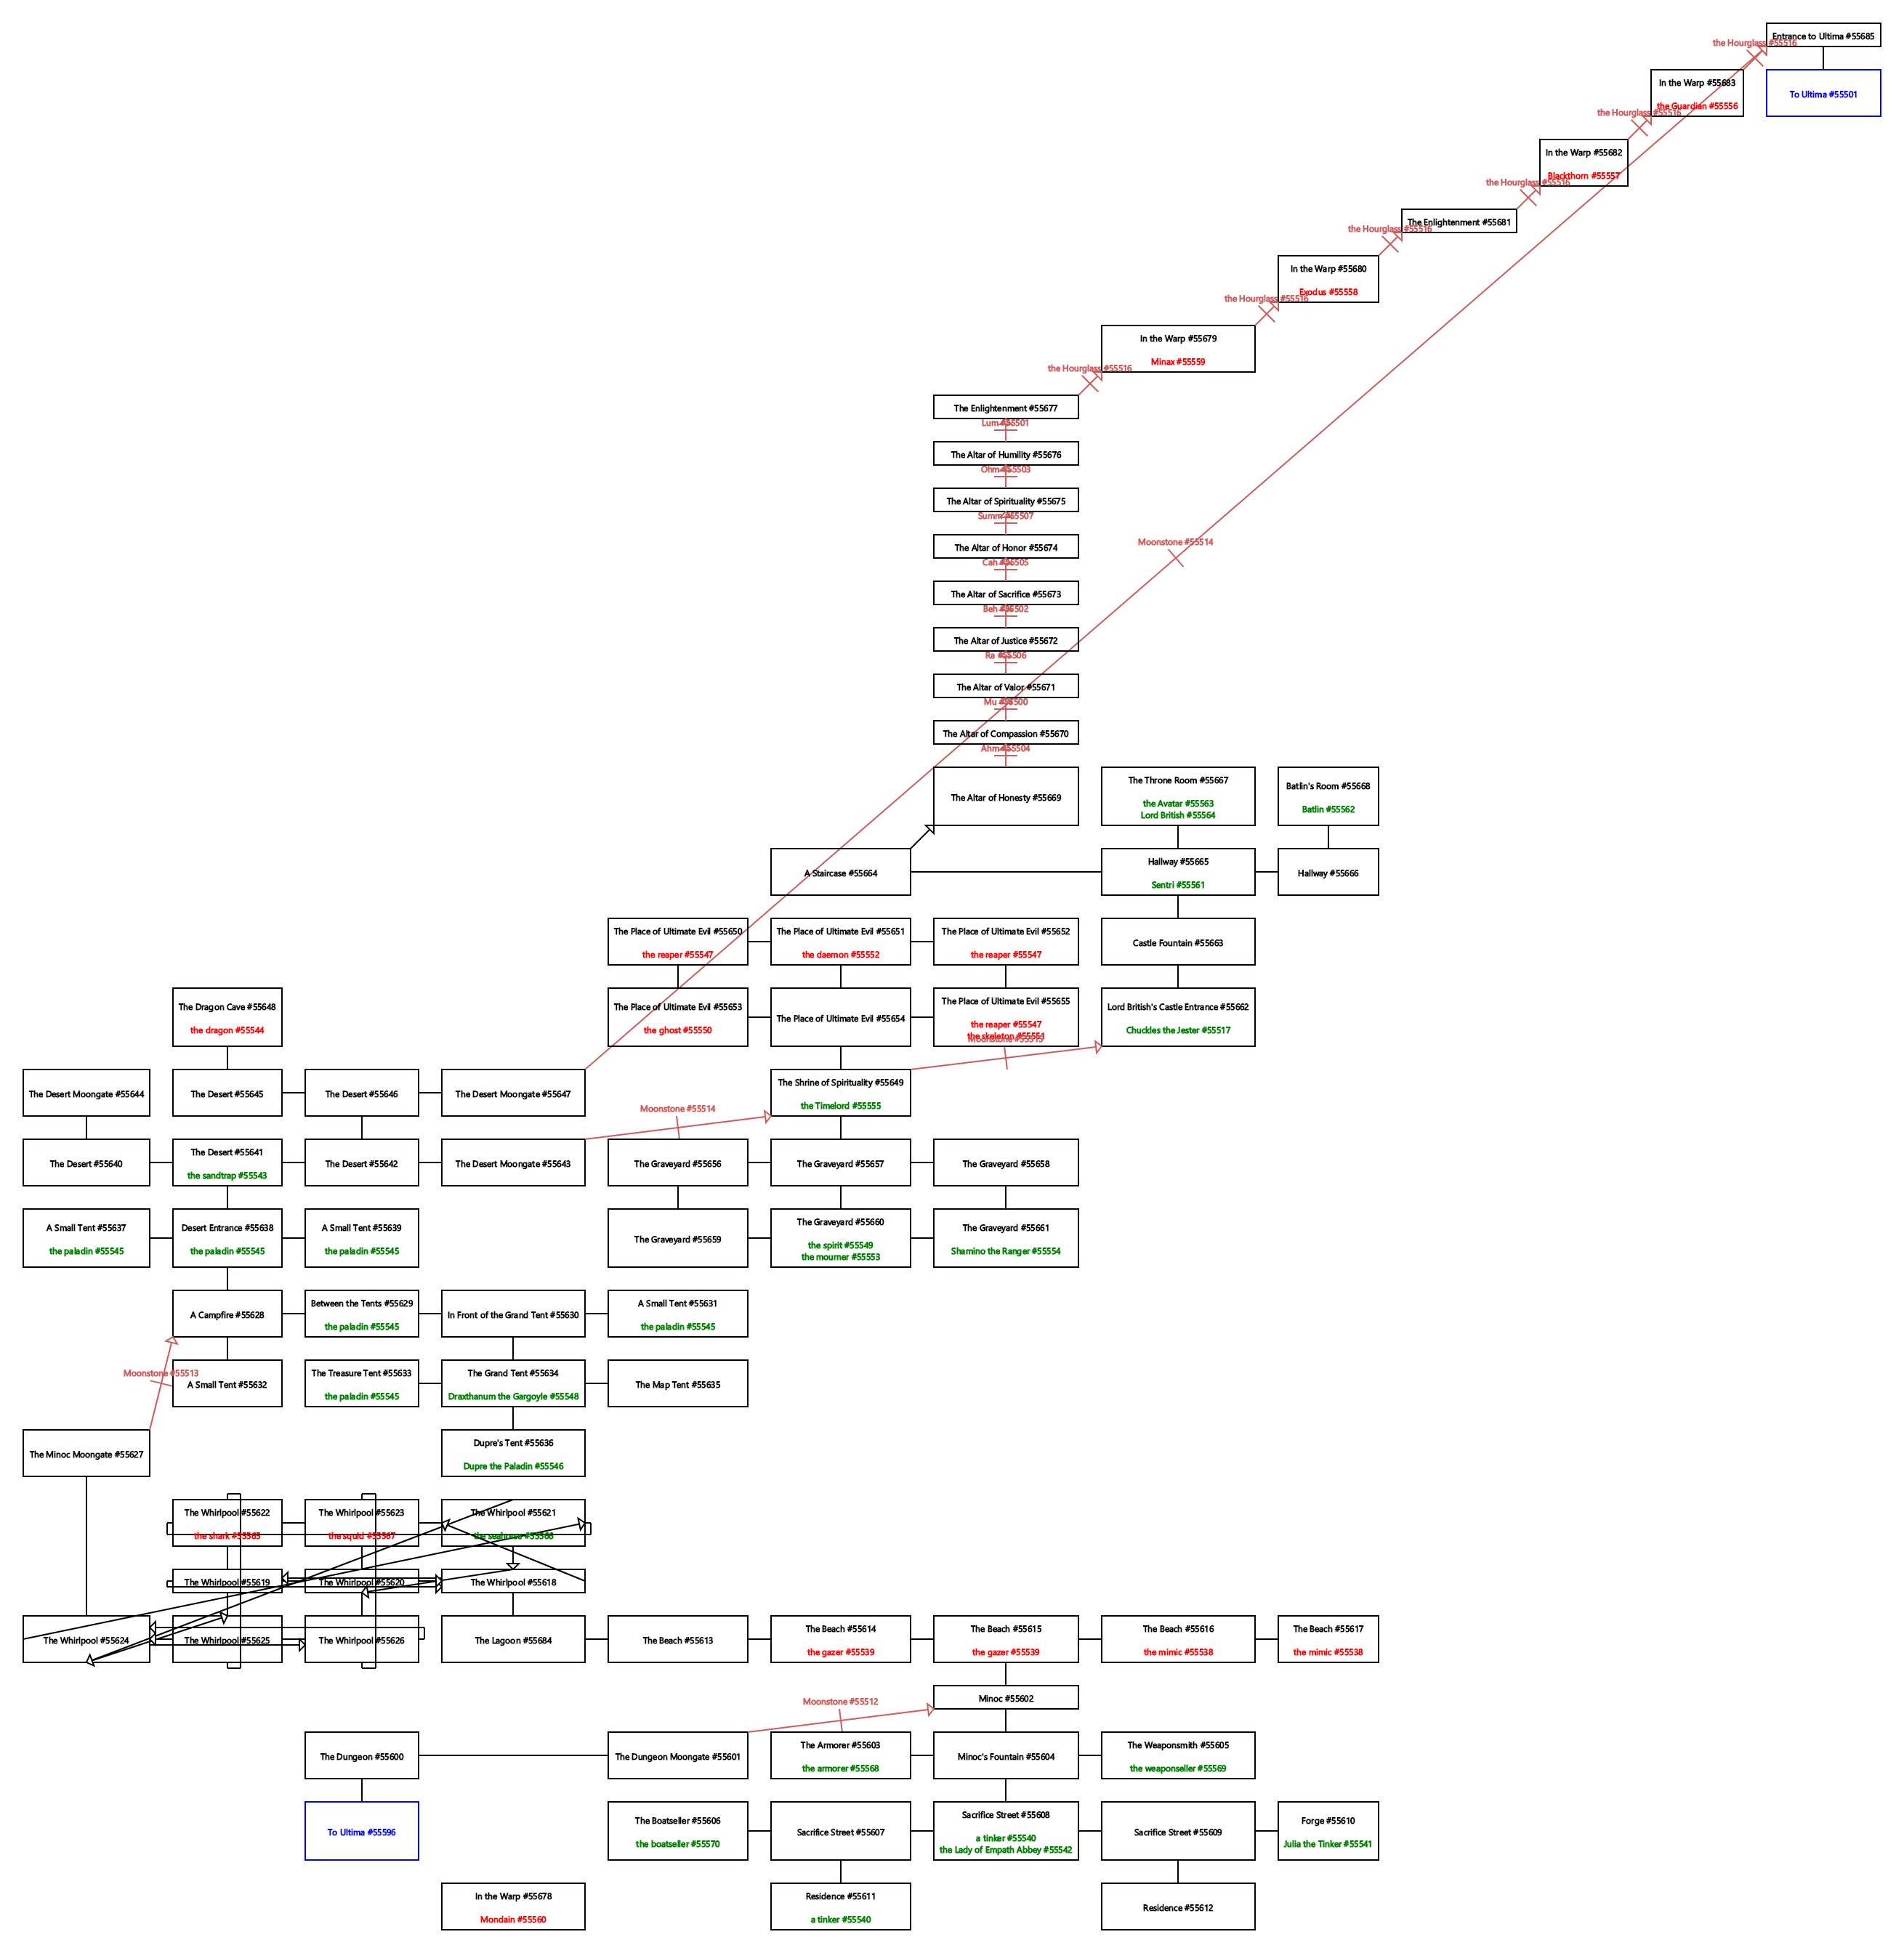 Entrance to Ultima #55685
the Hourglass #55516
In the Warp #55683
the Guardian #55556
To Ultima #55501
the Hourglass #55516
In the Warp #55682
Blackthorn #55557
the Hourglass #55516
The Enlightenment #55681
the Hourglass #55516
In the Warp #55680
Exodus #55558
the Hourglass #55516
In the Warp #55679
Minax #55559
the Hourglass #55516
The Enlightenment #55677
Lum #55501
The Altar of Humility #55676
Ohm #55503
The Altar of Spirituality #55675
Summ #55507
The Altar of Honor #55674
Moonstone #55514
Cah #55505
The Altar of Sacrifice #55673
Beh #55502
The Altar of Justice #55672
Ra #55506
The Altar of Valor #55671
Mu #55500
The Altar of Compassion #55670
Ahm #55504
The Altar of Honesty #55669
The Throne Room #55667
the Avatar #55563
Lord British #55564
Batlin's Room #55668
Batlin #55562
A Staircase #55664
Hallway #55665
Sentri #55561
Hallway #55666
The Place of Ultimate Evil #55650
the reaper #55547
The Place of Ultimate Evil #55651
the daemon #55552
The Place of Ultimate Evil #55652
the reaper #55547
Castle Fountain #55663
The Dragon Cave #55648
the dragon #55544
The Place of Ultimate Evil #55653
the ghost #55550
The Place of Ultimate Evil #55654
The Place of Ultimate Evil #55655
the reaper #55547
the skeleton #55551
Moonstone #55515
Lord British's Castle Entrance #55662
Chuckles the Jester #55517
The Desert Moongate #55644
The Desert #55645
The Desert #55646
The Desert Moongate #55647
The Shrine of Spirituality #55649
the Timelord #55555
Moonstone #55514
The Desert #55640
The Desert #55641
the sandtrap #55543
The Desert #55642
The Desert Moongate #55643
The Graveyard #55656
The Graveyard #55657
The Graveyard #55658
A Small Tent #55637
the paladin #55545
Desert Entrance #55638
the paladin #55545
A Small Tent #55639
the paladin #55545
The Graveyard #55659
The Graveyard #55660
the spirit #55549
the mourner #55553
The Graveyard #55661
Shamino the Ranger #55554
A Campfire #55628
Between the Tents #55629
the paladin #55545
In Front of the Grand Tent #55630
A Small Tent #55631
the paladin #55545
Moonstone #55513
A Small Tent #55632
The Treasure Tent #55633
the paladin #55545
The Grand Tent #55634
Draxthanum the Gargoyle #55548
The Map Tent #55635
The Minoc Moongate #55627
Dupre's Tent #55636
Dupre the Paladin #55546
The Whirlpool #55622
the shark #55565
The Whirlpool #55623
the squid #55567
The Whirlpool #55621
the seahorse #55566
The Whirlpool #55619
The Whirlpool #55620
The Whirlpool #55618
The Whirlpool #55624
The Whirlpool #55625
The Whirlpool #55626
The Lagoon #55684
The Beach #55613
The Beach #55614
the gazer #55539
The Beach #55615
the gazer #55539
The Beach #55616
the mimic #55538
The Beach #55617
the mimic #55538
Moonstone #55512
Minoc #55602
The Dungeon #55600
The Dungeon Moongate #55601
The Armorer #55603
the armorer #55568
Minoc's Fountain #55604
The Weaponsmith #55605
the weaponseller #55569
To Ultima #55596
The Boatseller #55606
the boatseller #55570
Sacrifice Street #55607
Sacrifice Street #55608
a tinker #55540
the Lady of Empath Abbey #55542
Sacrifice Street #55609
Forge #55610
Julia the Tinker #55541
In the Warp #55678
Mondain #55560
Residence #55611
a tinker #55540
Residence #55612